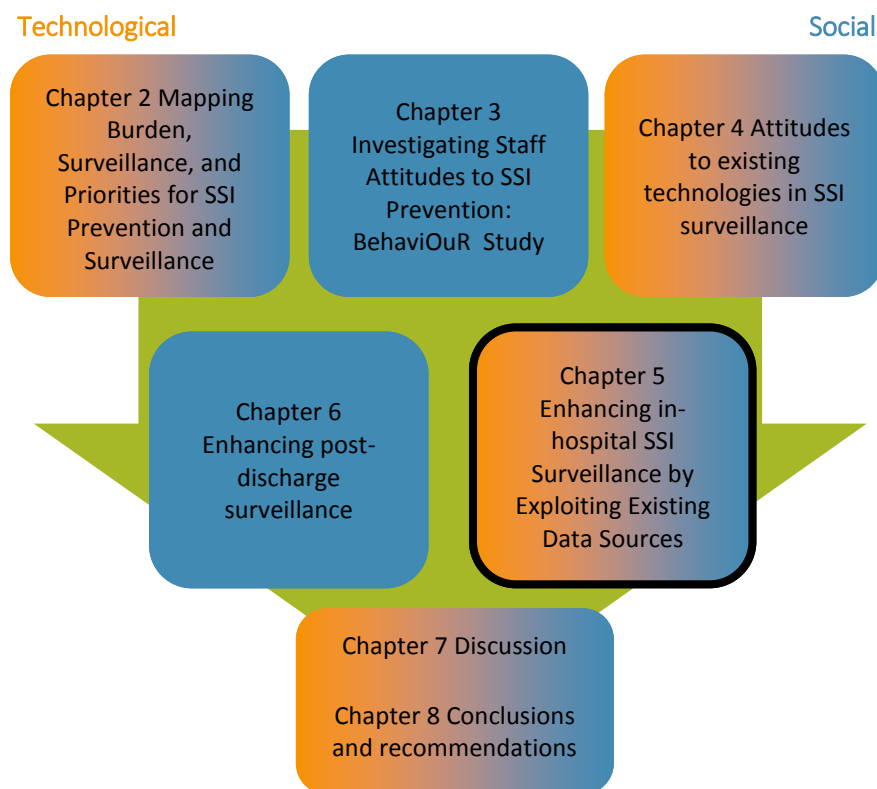 Technological
Social
Chapter 2 Mapping
Burden,
Surveillance, and
Priorities for SSI
Prevention and
Surveillance
Chapter 3
Investigating Staff
Attitudes to SSI
Prevention:
BehaviOuR Study
Chapter 4 Attitudes
to existing
technologies in SSI
surveillance
Chapter 6
Enhancing post-
discharge
surveillance
Chapter 5
Enhancing in-
hospital SSI
Surveillance by
Exploiting Existing
Data Sources
Chapter 7 Discussion
Chapter 8 Conclusions
and recommendations